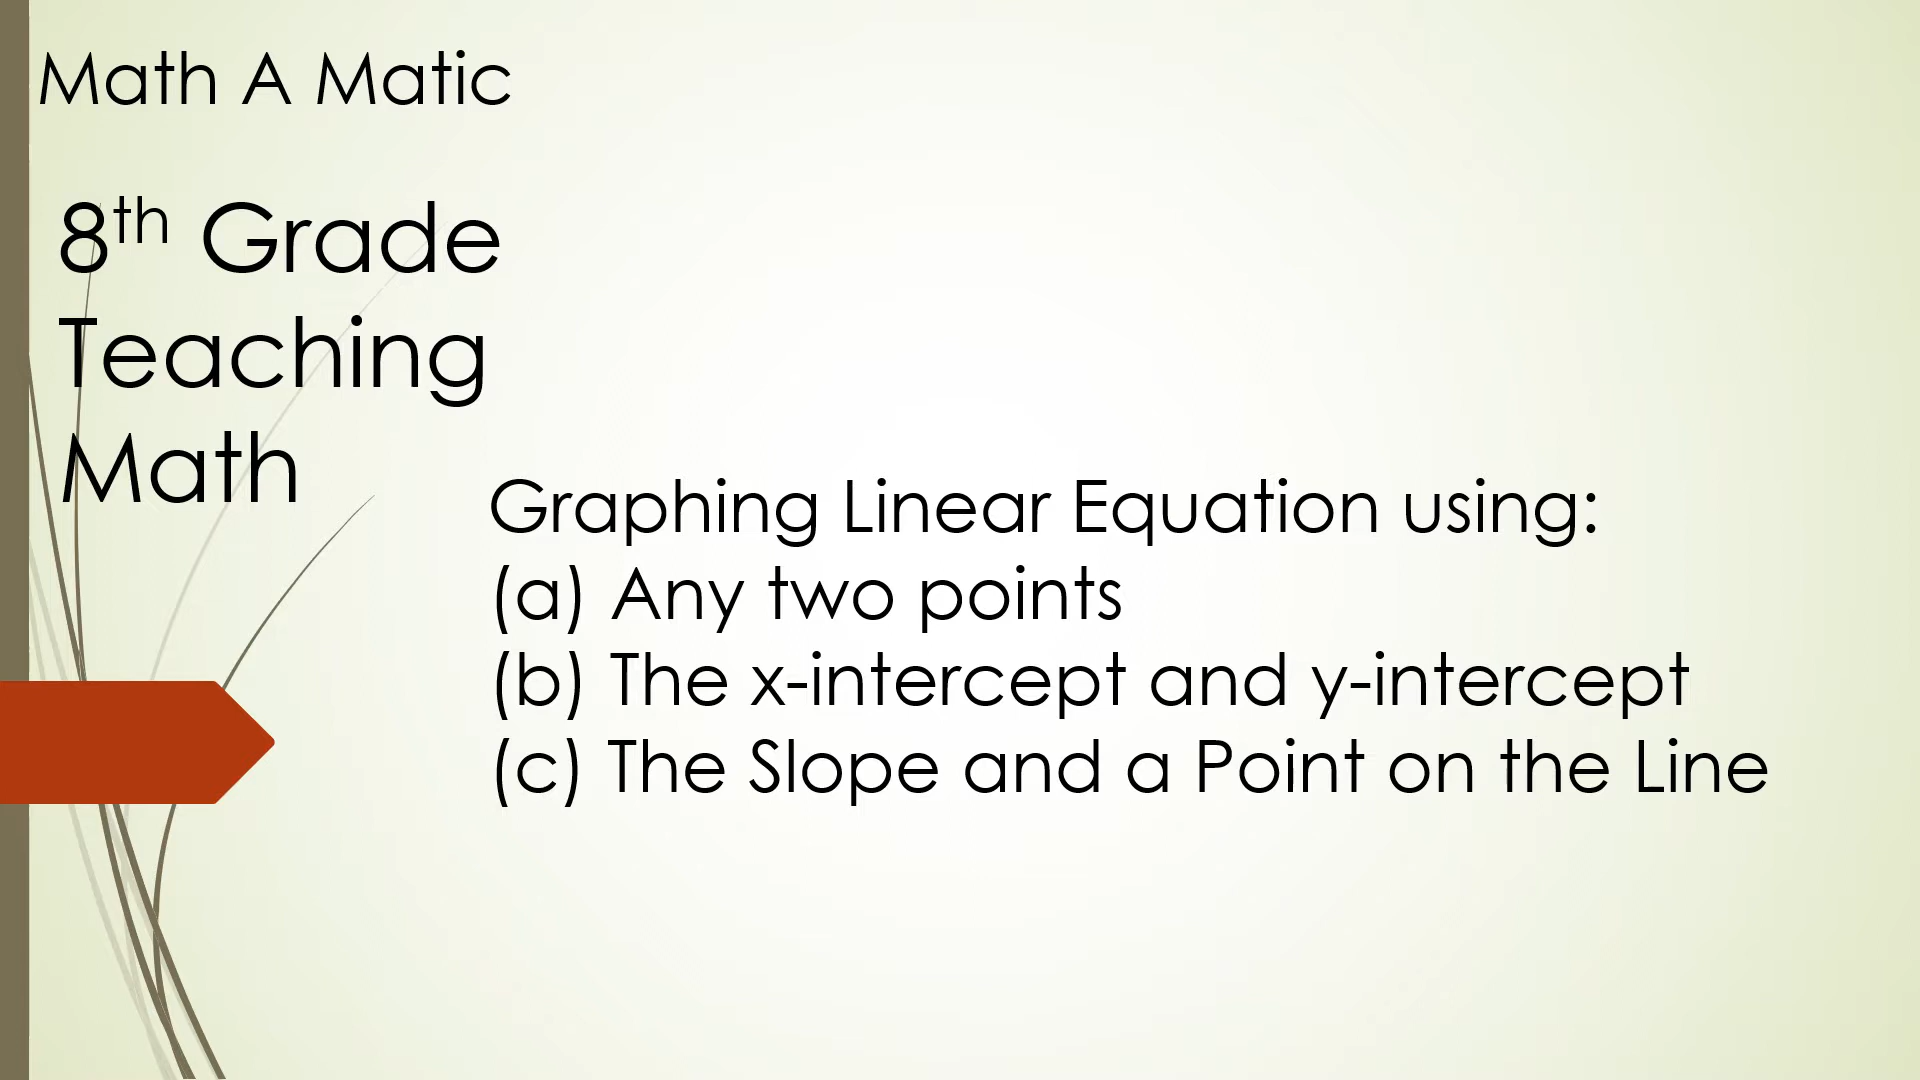 Math A Matic
8th Grade
Teaching
Math
Graphing Linear Equation using:
(a) Any two points
(b) The x-intercept and y-intercept
(c) The Slope and a Point on the Line